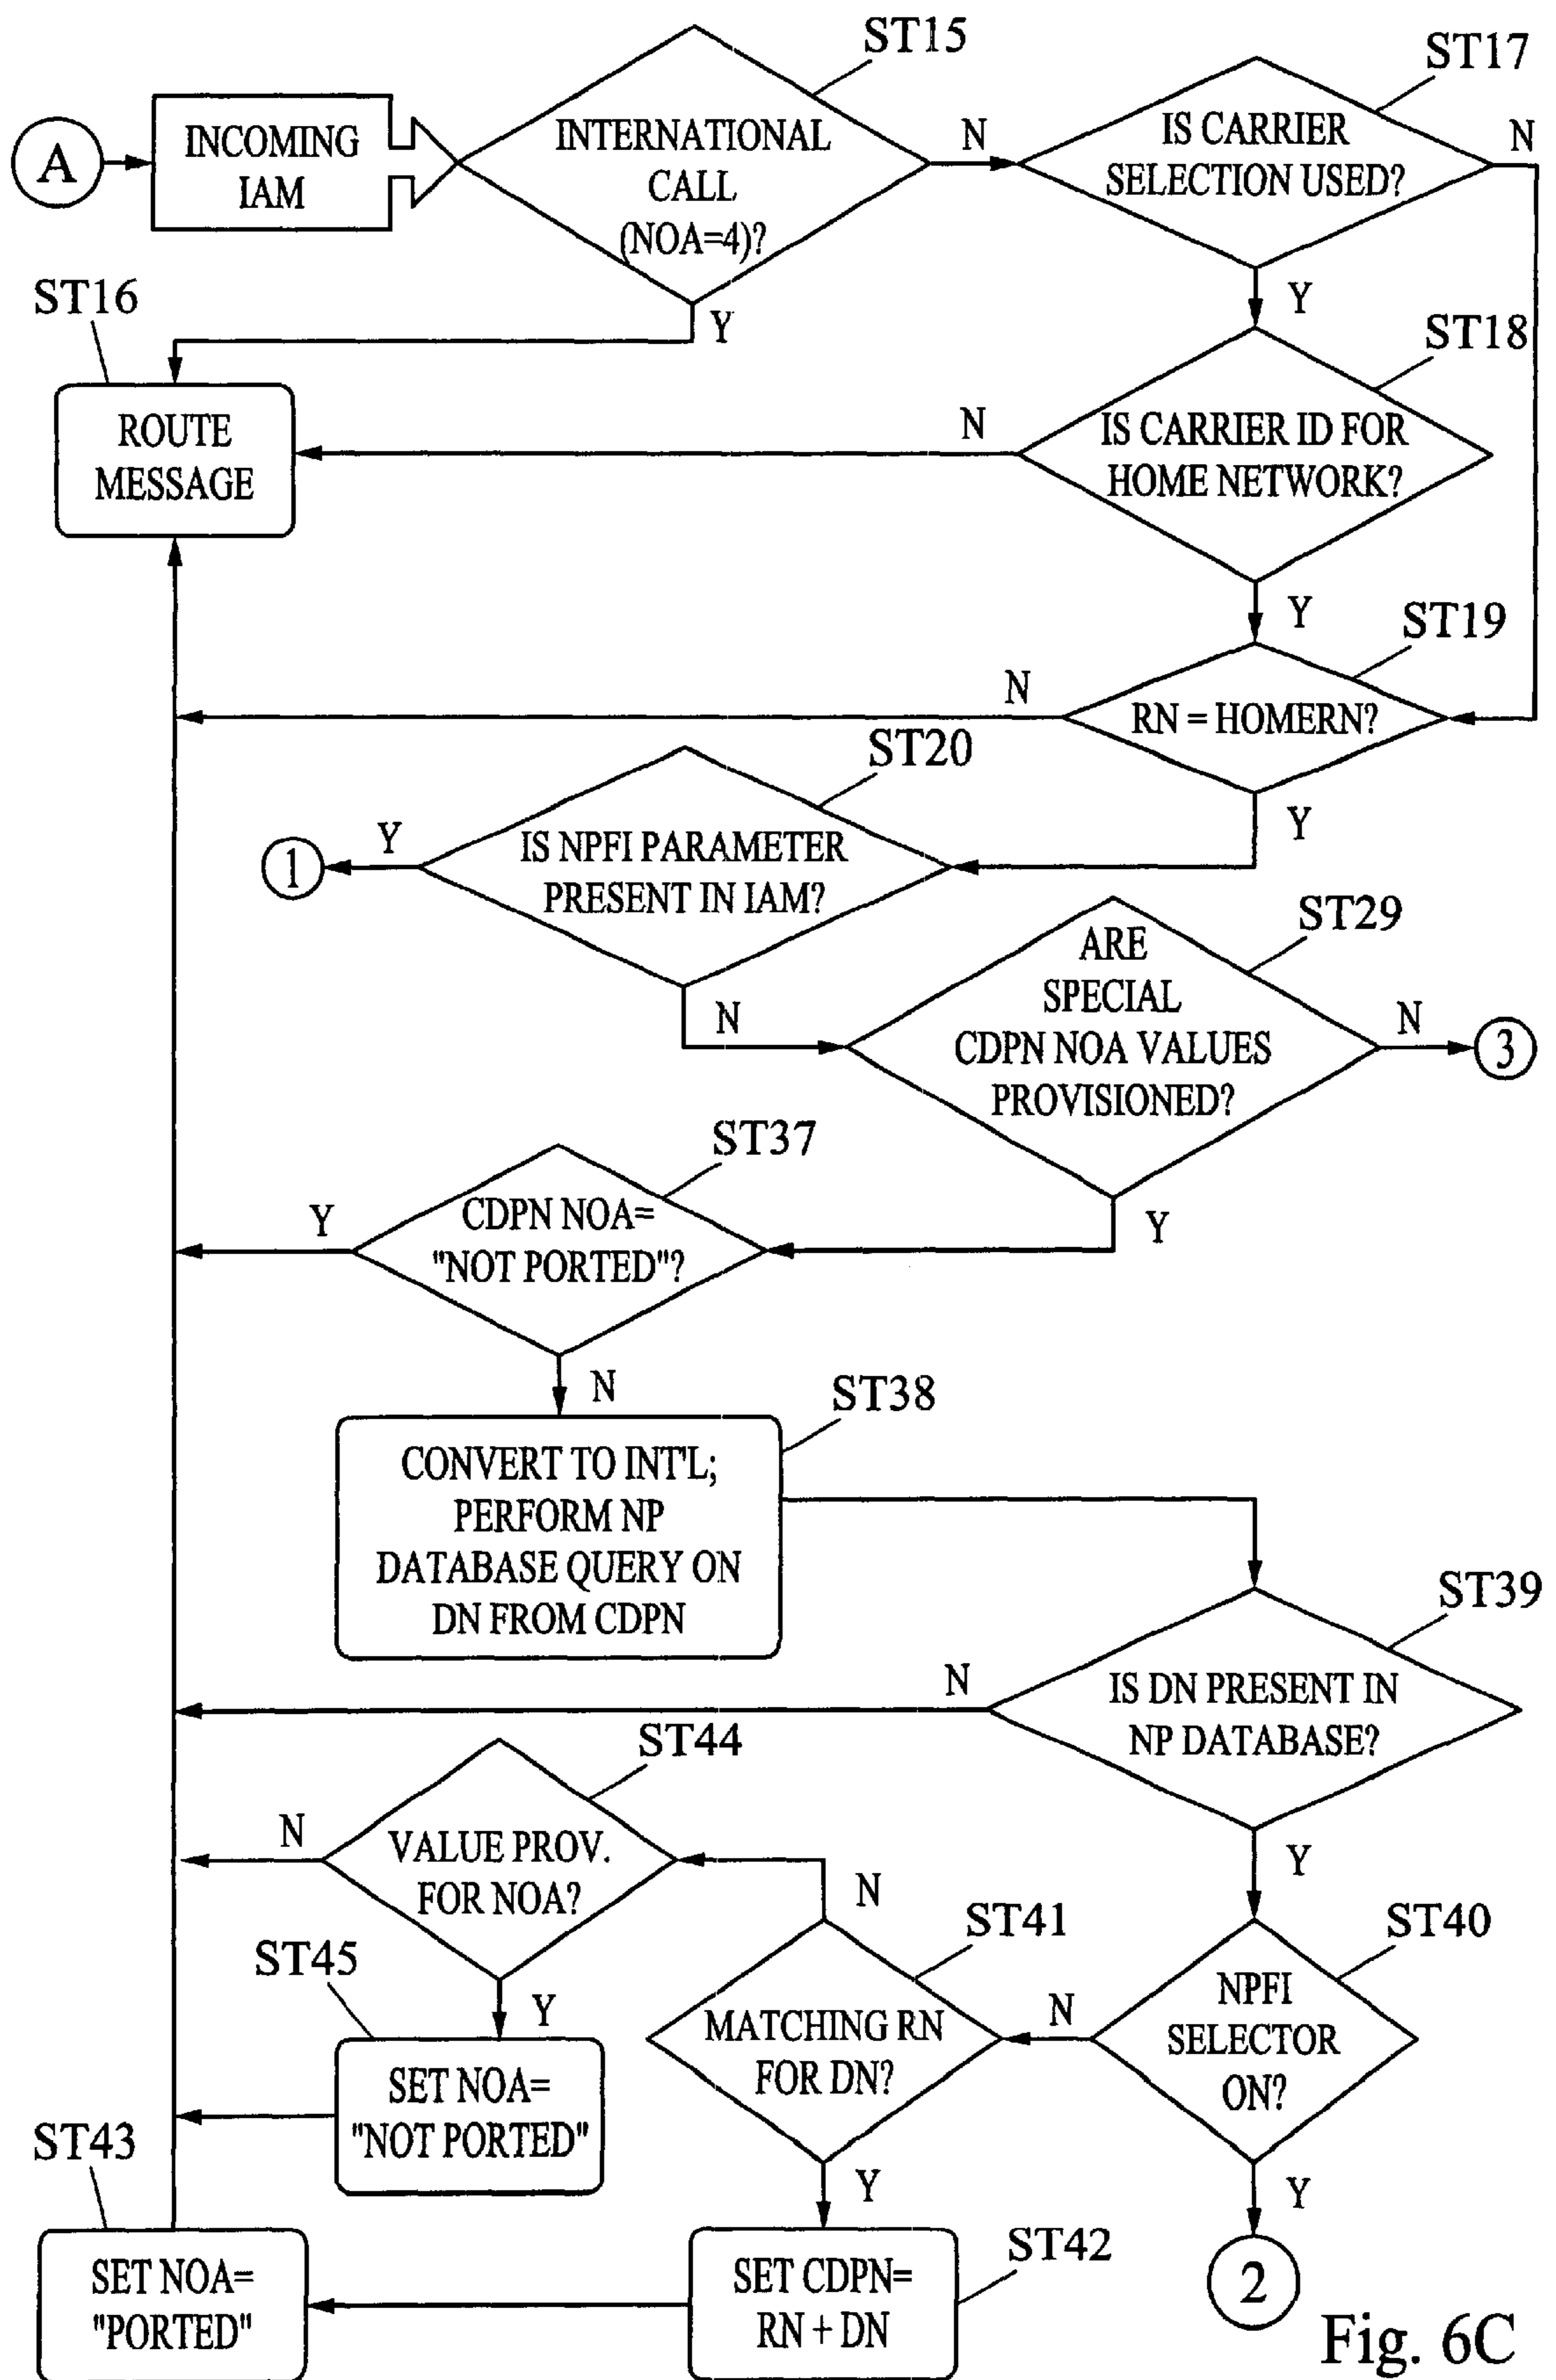 ST15
ST17
A
INCOMING
IAM
INTERNATIONAL
CALL
(NOA=4)?
N
IS CARRIER
SELECTION USED?
N
Y
Y
ST16
ST18
ROUTE
MESSAGE
N
IS CARRIER ID FOR
HOME NETWORK?
Y
ST19
N
RN = HOMERN?
Y
ST20
1
Y
IS NPFI PARAMETER
PRESENT IN IAM?
N
ST29
ARE
SPECIAL
CDPN NOA VALUES
PROVISIONED?
N
3
Y
ST37
Y
CDPN NOA=
"NOT PORTED"?
N
ST38
CONVERT TO INT'L;
PERFORM NP
DATABASE QUERY ON
DN FROM CDPN
ST39
N
IS DN PRESENT IN
NP DATABASE?
Y
ST44
N
VALUE PROV.
FOR NOA?
N
Y
ST41
ST40
ST45
MATCHING RN
FOR DN?
N
NPFI
SELECTOR
ON?
SET NOA=
"NOT PORTED"
Y
Y
ST43
ST42
SET NOA=
"PORTED"
SET CDPN=
RN + DN
2
Fig. 6C